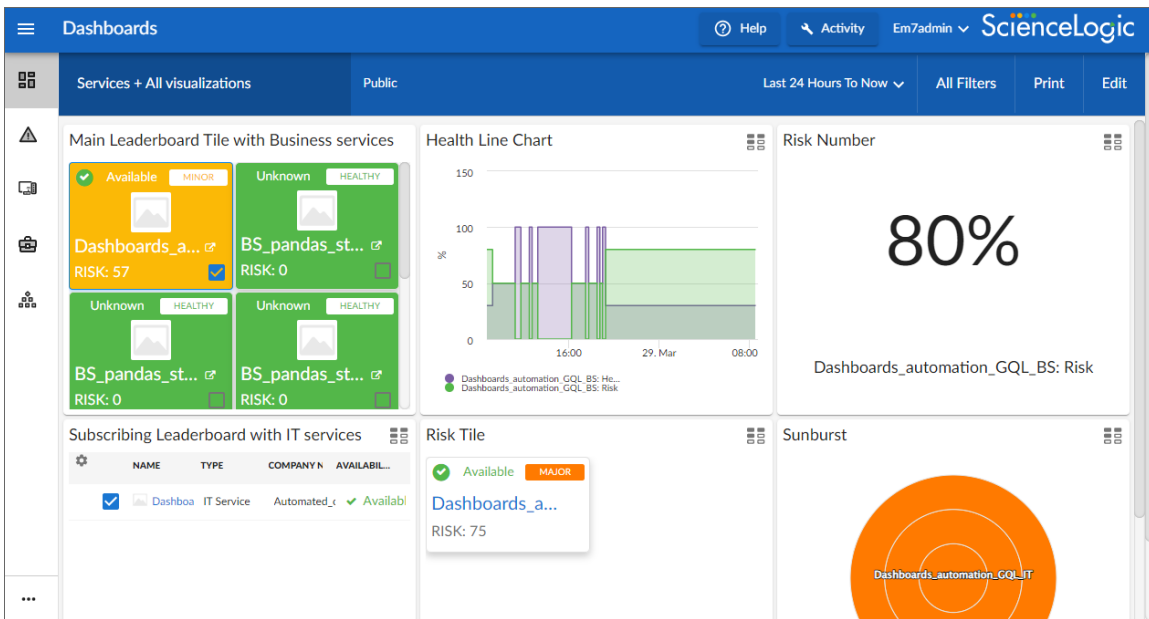 Dashboards
Help
Activity
Em7admin
ScienceLogic
Services + All visualizations
Public
Last 24 Hours To Now
All Filters
Print
Edit
Main Leaderboard Tile with Business services
Available MINOR
Dashboards_a...
RISK: 57
Unknown HEALTHY
BS_pandas_st...
RISK: 0
Unknown HEALTHY
BS_pandas_st...
RISK: 0
Unknown HEALTHY
BS_pandas_st...
RISK: 0
Health Line Chart
150
100
%
50
0
16:00 29. Mar 08:00
Dashboards_automation_GQL_BS: He...
Dashboards_automation_GQL_BS: Risk
Risk Number
80%
Dashboards_automation_GQL_BS: Risk
Subscribing Leaderboard with IT services
NAME TYPE COMPANY N AVAILABIL...
Dashboa IT Service Automated_c Availabl
Risk Tile
Available MAJOR
Dashboards_a...
RISK: 75
Sunburst
Dashboards_automation_GQL_IT